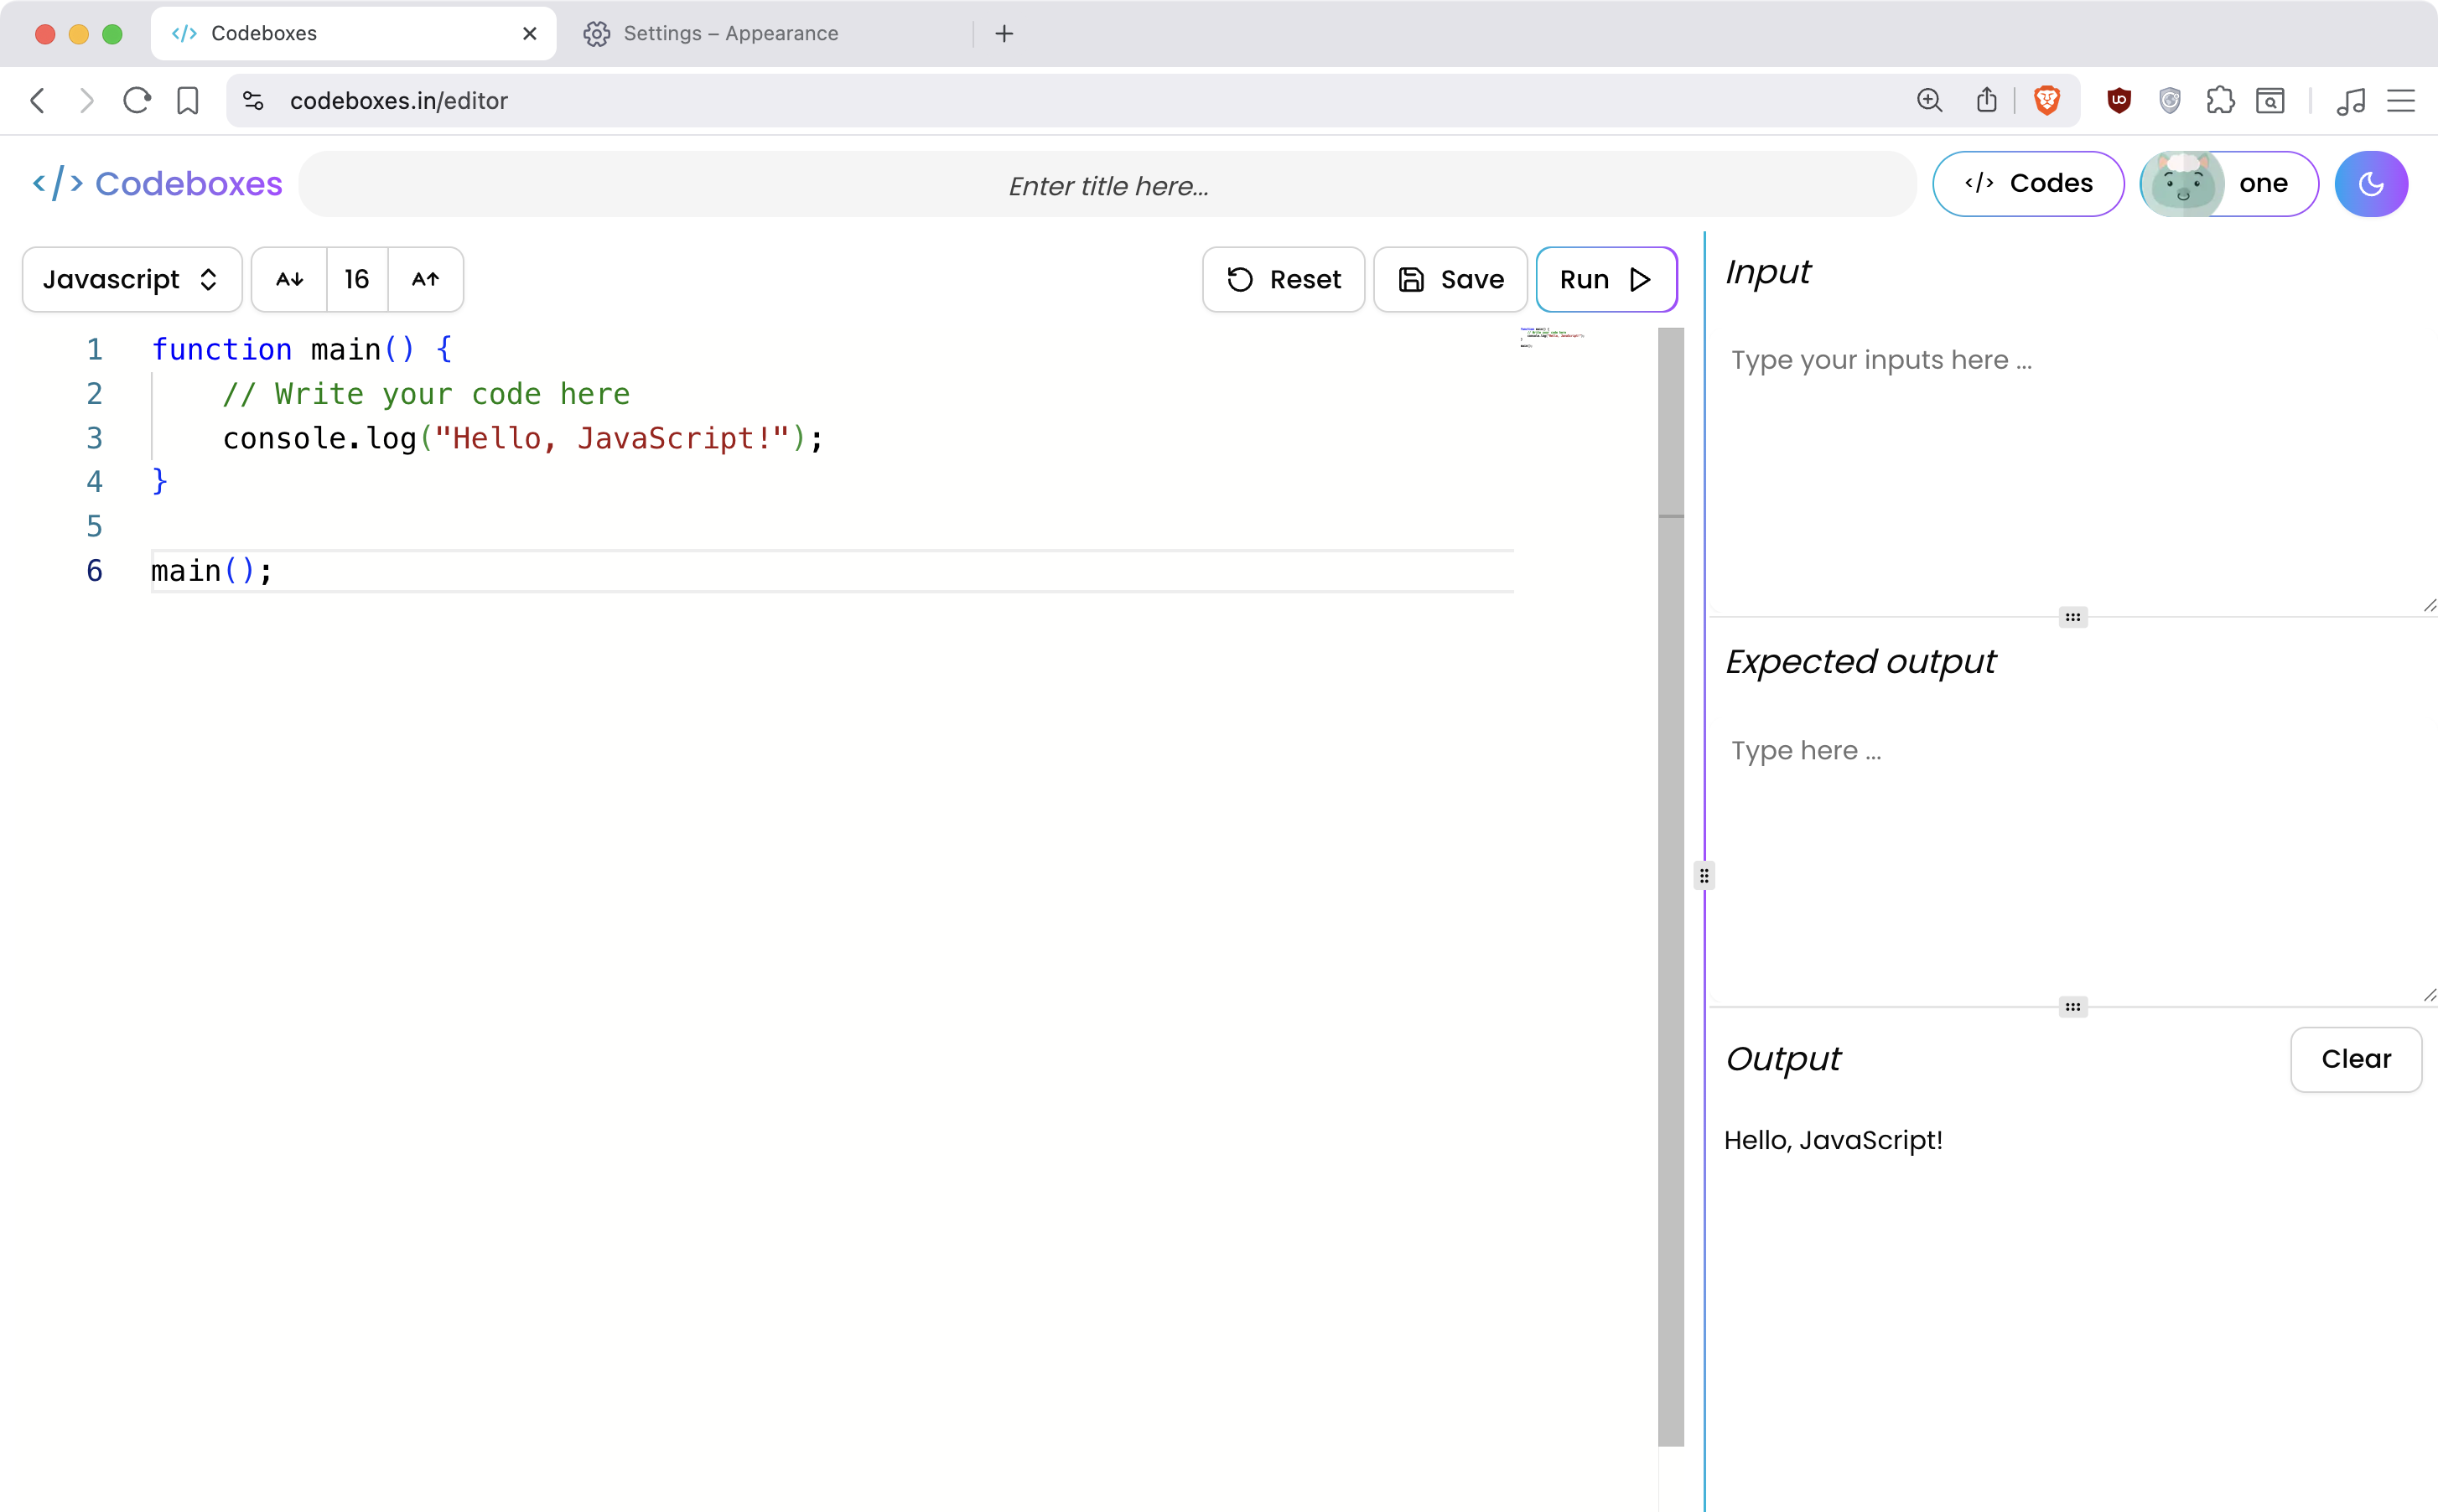 Codeboxes
Settings – Appearance
codeboxes.in/editor
</> Codeboxes
Enter title here...
</> Codes
one
Javascript
A↓ 16 A↑
Reset
Save
Run
1 function main() {
2     // Write your code here
3     console.log("Hello, JavaScript!");
4 }
5
6 main();
Input
Type your inputs here ...
Expected output
Type here ...
Output
Clear
Hello, JavaScript!